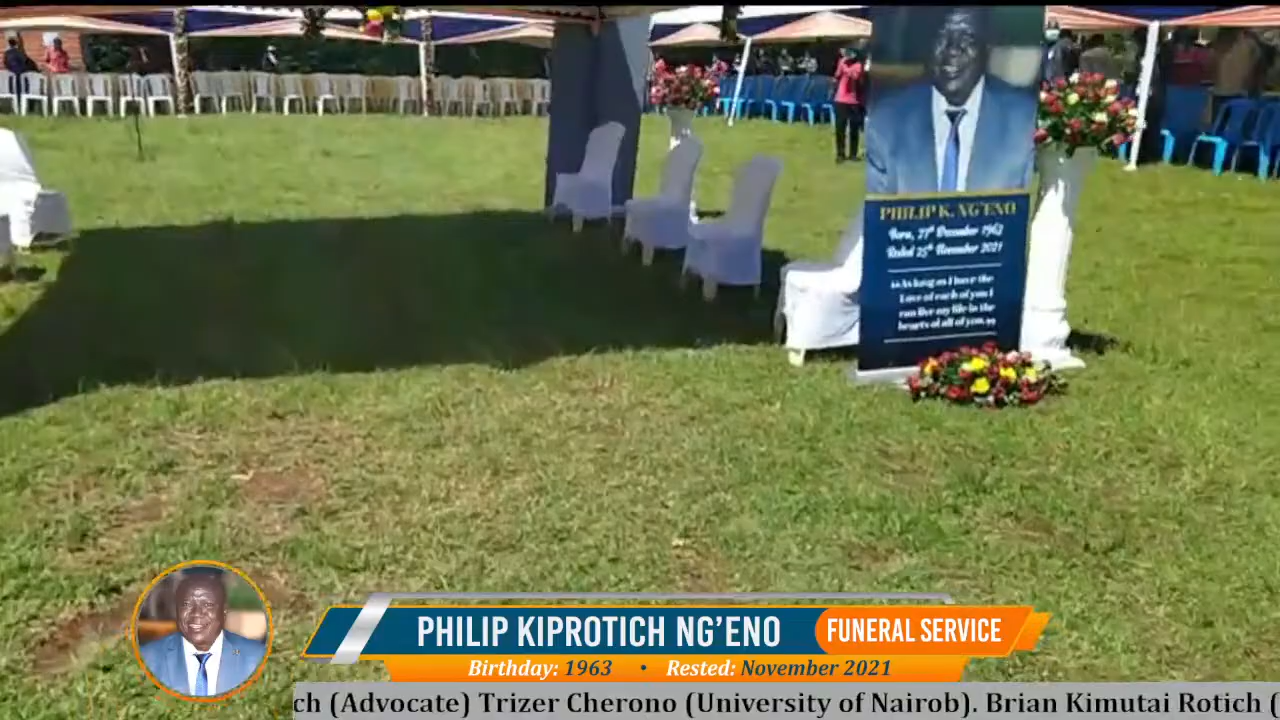 PHILIP K. NG'ENO
Born, 27th December 1963
Rested 25th November 2021
"As long as I have the
Love of each of you I
can live my life in the
hearts of all of you."
PHILIP KIPROTICH NG'ENO
FUNERAL SERVICE
Birthday: 1963 • Rested: November 2021
ch (Advocate) Trizer Cherono (University of Nairob). Brian Kimutai Rotich (